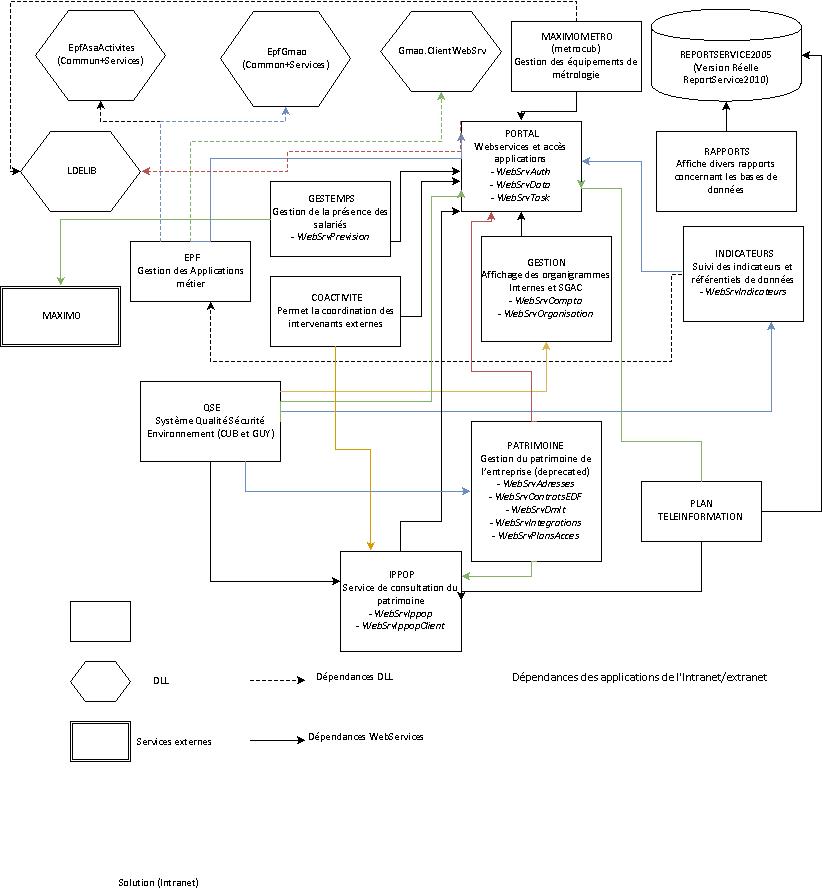 EpfAsaActivites
(Commun+Services)
EpfGmao
(Common+Services)
Gmao.ClientWebSrv
MAXIMOMETRO
(metrocub)
Gestion des équipements de
métrologie
REPORTSERVICE2005
(Version Réelle
ReportService2010)
LDELIB
PORTAL
Webservices et accès
applications
- WebSrvAuth
- WebSrvData
- WebSrvTask
RAPPORTS
Affiche divers rapports
concernant les bases de
données
GESTEMPS
Gestion de la présence des
salariés
- WebSrvPrevision
EPF
Gestion des Applications
métier
GESTION
Affichage des organigrammes
Internes et SGAC
- WebSrvCompta
- WebSrvOrganisation
INDICATEURS
Suivi des indicateurs et
référentiels de données
- WebSrvIndicateurs
MAXIMO
COACTIVITE
Permet la coordination des
intervenants externes
QSE
Système Qualité Sécurité
Environnement (CUB et GUY)
PATRIMOINE
Gestion du patrimoine de
l'entreprise (deprecated)
- WebSrvAdresses
- WebSrvContratsEDF
- WebSrvDmIt
- WebSrvIntegrations
- WebSrvPlansAcces
PLAN
TELEINFORMATION
IPPOP
Service de consultation du
patrimoine
- WebSrvIppop
- WebSrvIppopClient
DLL
Dépendances DLL
Dépendances des applications de l'Intranet/extranet
Services externes
Dépendances WebServices
Solution (Intranet)